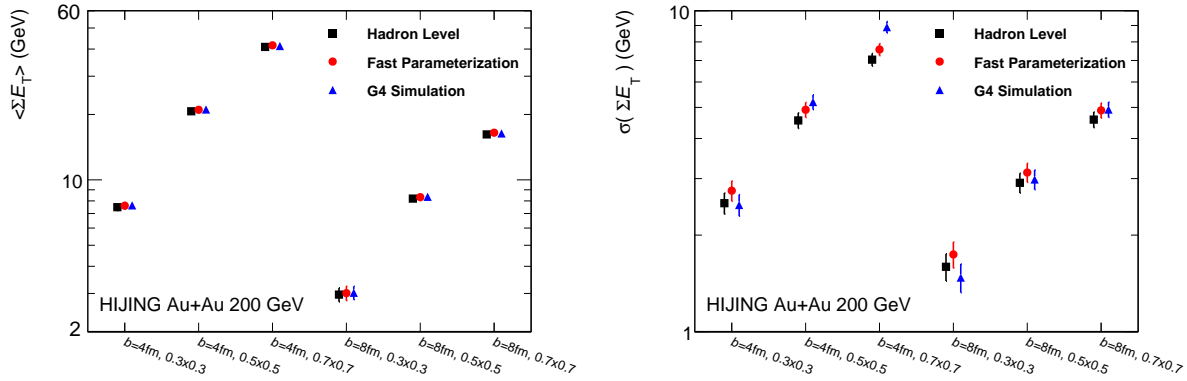 <ΣE_T> (GeV)
60
10
2
Hadron Level
Fast Parameterization
G4 Simulation
HIJING Au+Au 200 GeV
b=4fm, 0.3x0.3
b=4fm, 0.5x0.5
b=4fm, 0.7x0.7
b=8fm, 0.3x0.3
b=8fm, 0.5x0.5
b=8fm, 0.7x0.7
σ( ΣE_T ) (GeV)
10
1
Hadron Level
Fast Parameterization
G4 Simulation
HIJING Au+Au 200 GeV
b=4fm, 0.3x0.3
b=4fm, 0.5x0.5
b=4fm, 0.7x0.7
b=8fm, 0.3x0.3
b=8fm, 0.5x0.5
b=8fm, 0.7x0.7